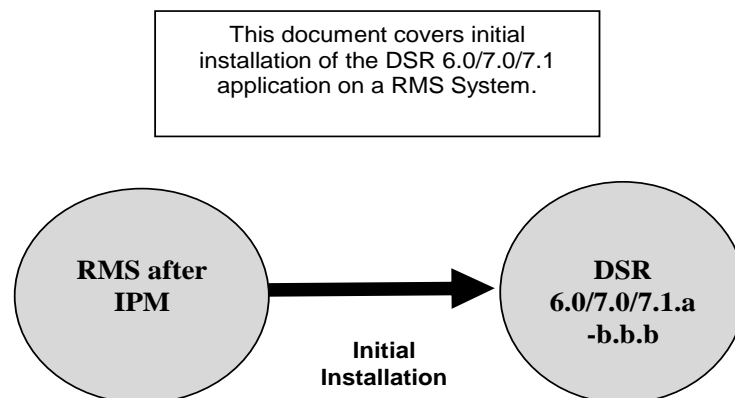 This document covers initial
installation of the DSR 6.0/7.0/7.1
application on a RMS System.
RMS after
IPM
Initial
Installation
DSR
6.0/7.0/7.1.a
-b.b.b